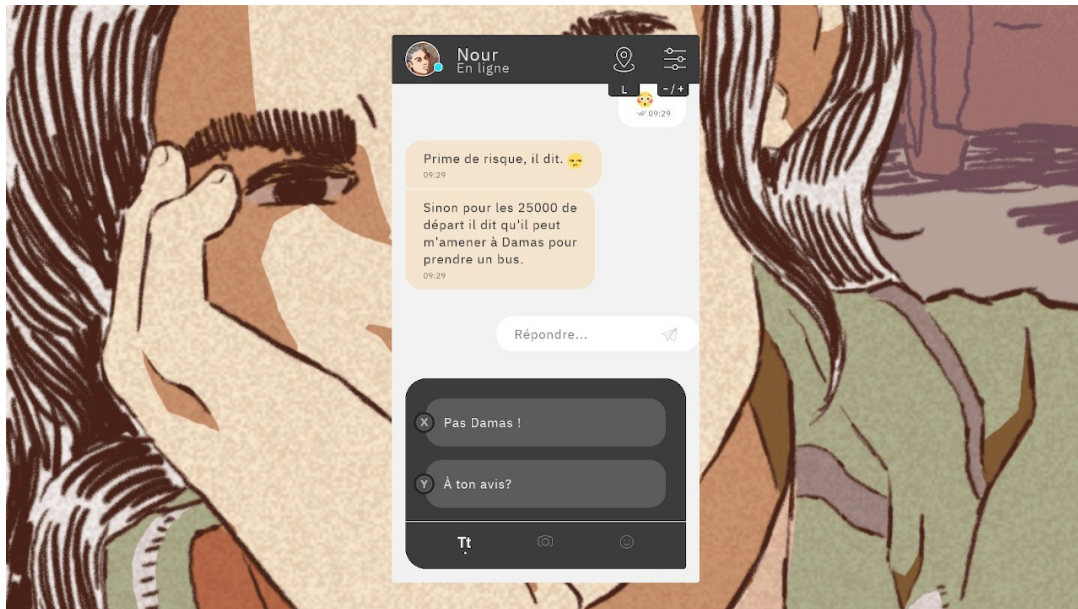 Nour
En ligne
L
-/+
09:29
Prime de risque, il dit. 😒
09:29
Sinon pour les 25000 de
départ il dit qu'il peut
m'amener à Damas pour
prendre un bus.
09:29
Répondre...
X Pas Damas !
Y À ton avis?
Tt